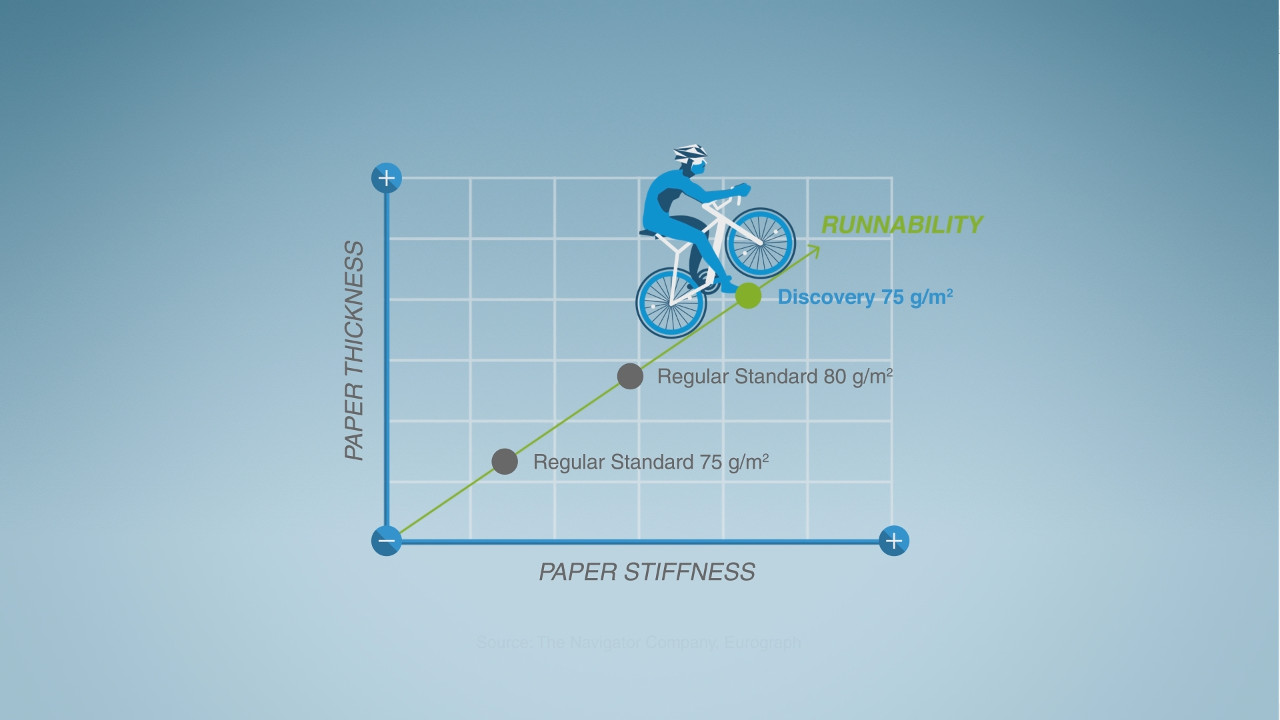 RUNNABILITY
Discovery 75 g/m²
Regular Standard 80 g/m²
Regular Standard 75 g/m²
PAPER THICKNESS
PAPER STIFFNESS
Source: The Navigator Company, Eurograph